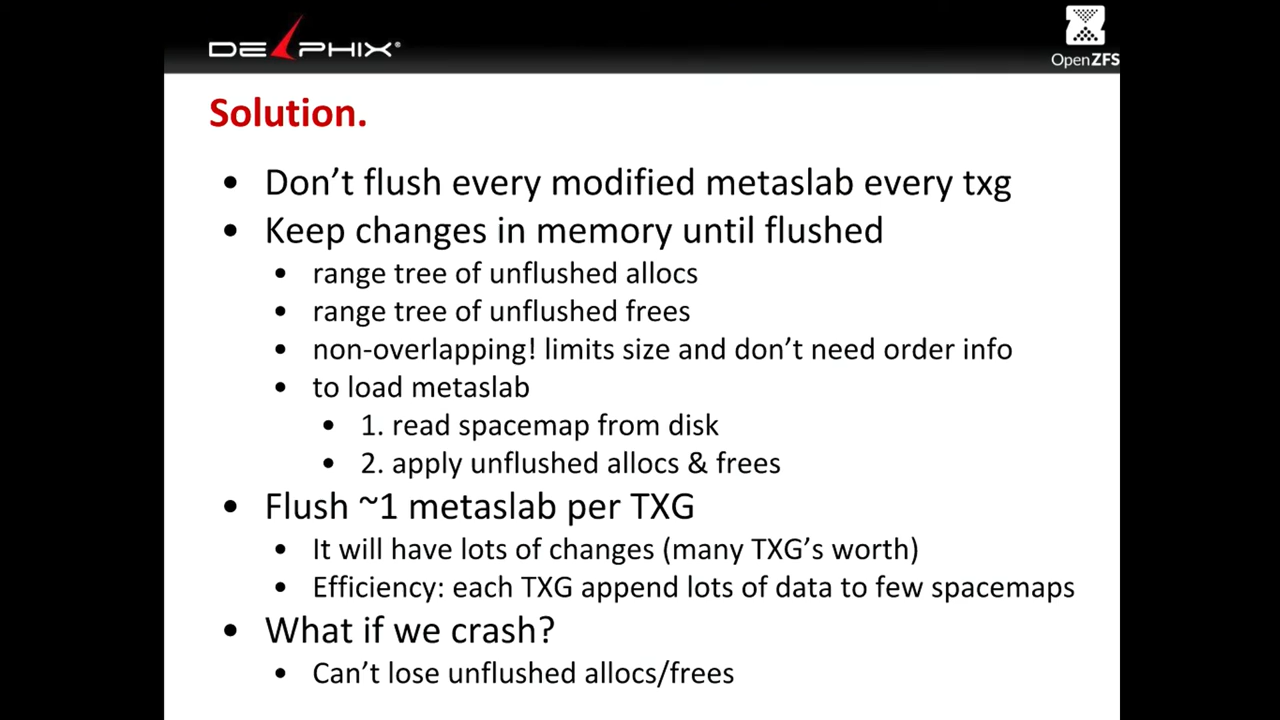 DELPHIX®
OpenZFS
Solution.
• Don't flush every modified metaslab every txg
• Keep changes in memory until flushed
• range tree of unflushed allocs
• range tree of unflushed frees
• non-overlapping! limits size and don't need order info
• to load metaslab
• 1. read spacemap from disk
• 2. apply unflushed allocs & frees
• Flush ~1 metaslab per TXG
• It will have lots of changes (many TXG's worth)
• Efficiency: each TXG append lots of data to few spacemaps
• What if we crash?
• Can't lose unflushed allocs/frees